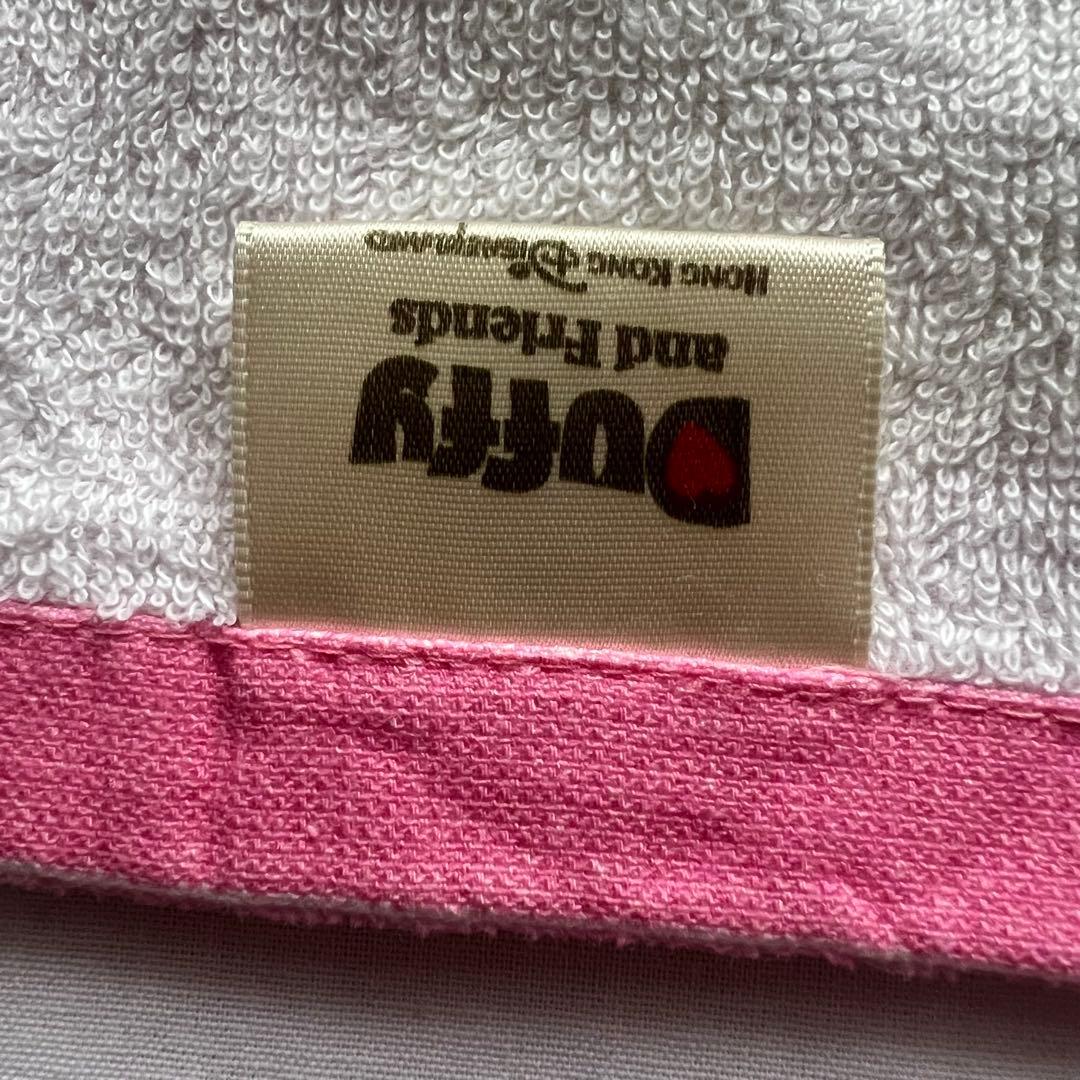 Duffy
and Friends
HONG KONG DISNEYLAND